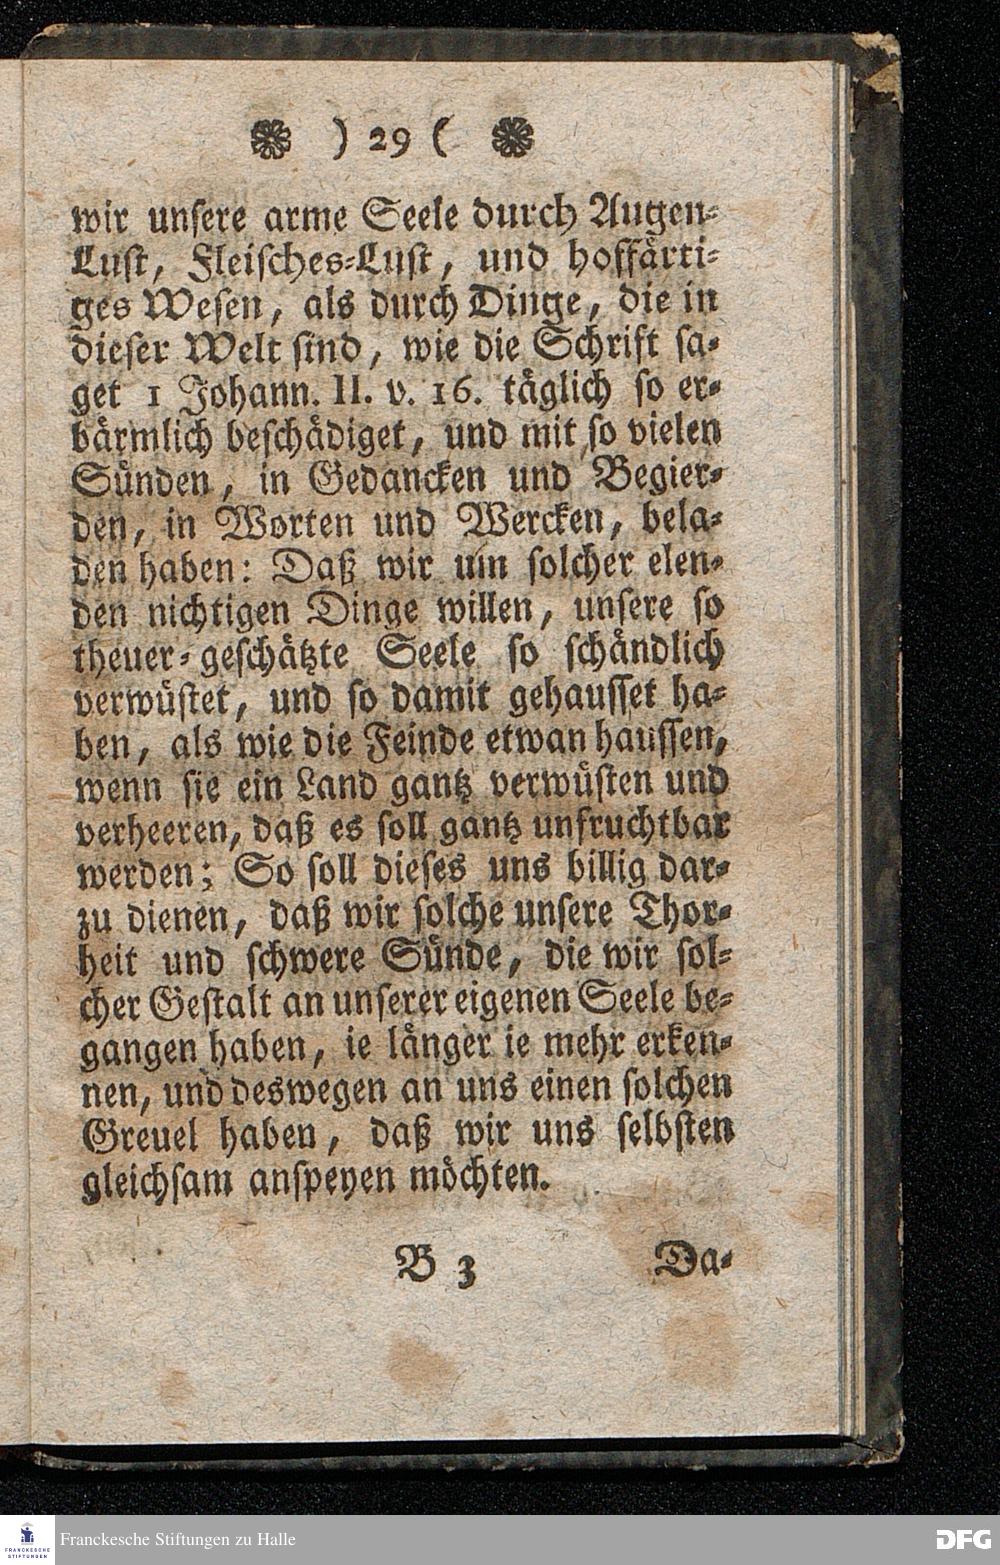 ) 29 (
wir unsere arme Seele durch Augen-
Lust, Fleisches-Lust, und hoffärti-
ges Wesen, als durch Dinge, die in
dieser Welt sind, wie die Schrift sa-
get 1 Johann. II. v. 16. täglich so er-
bärmlich beschädiget, und mit so vielen
Sünden, in Gedancken und Begier-
den, in Worten und Wercken, bela-
den haben: Daß wir um solcher elen-
den nichtigen Dinge willen, unsere so
theuer-geschätzte Seele so schändlich
verwüstet, und so damit gehausset ha-
ben, als wie die Feinde etwan haussen,
wenn sie ein Land gantz verwüsten und
verheeren, daß es soll gantz unfruchtbar
werden; So soll dieses uns billig dar-
zu dienen, daß wir solche unsere Thor-
heit und schwere Sünde, die wir sol-
cher Gestalt an unserer eigenen Seele be-
gangen haben, ie länger ie mehr erken-
nen, und deswegen an uns einen solchen
Greuel haben, daß wir uns selbsten
gleichsam anspeyen möchten.
B 3 Da-
FRANCKESCHE
STIFTUNGEN
Franckesche Stiftungen zu Halle
DFG